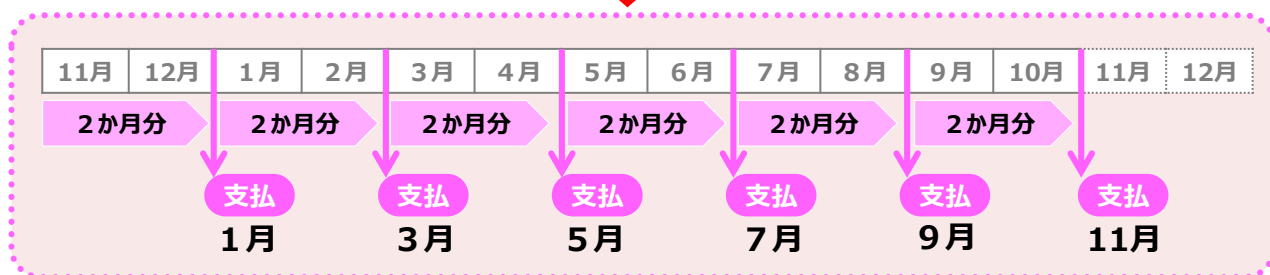 11月 12月 1月 2月 3月 4月 5月 6月 7月 8月 9月 10月 11月 12月
2か月分 2か月分 2か月分 2か月分 2か月分 2か月分
支払 支払 支払 支払 支払 支払
1月 3月 5月 7月 9月 11月